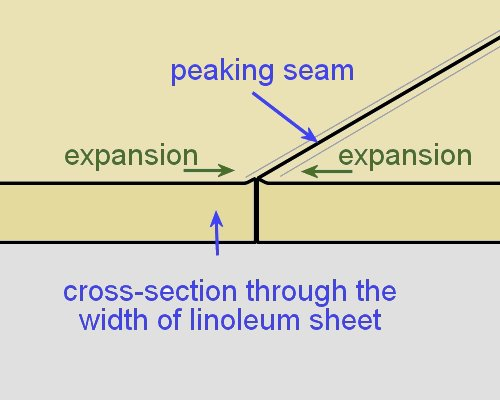 peaking seam
expansion
expansion
cross-section through the
width of linoleum sheet